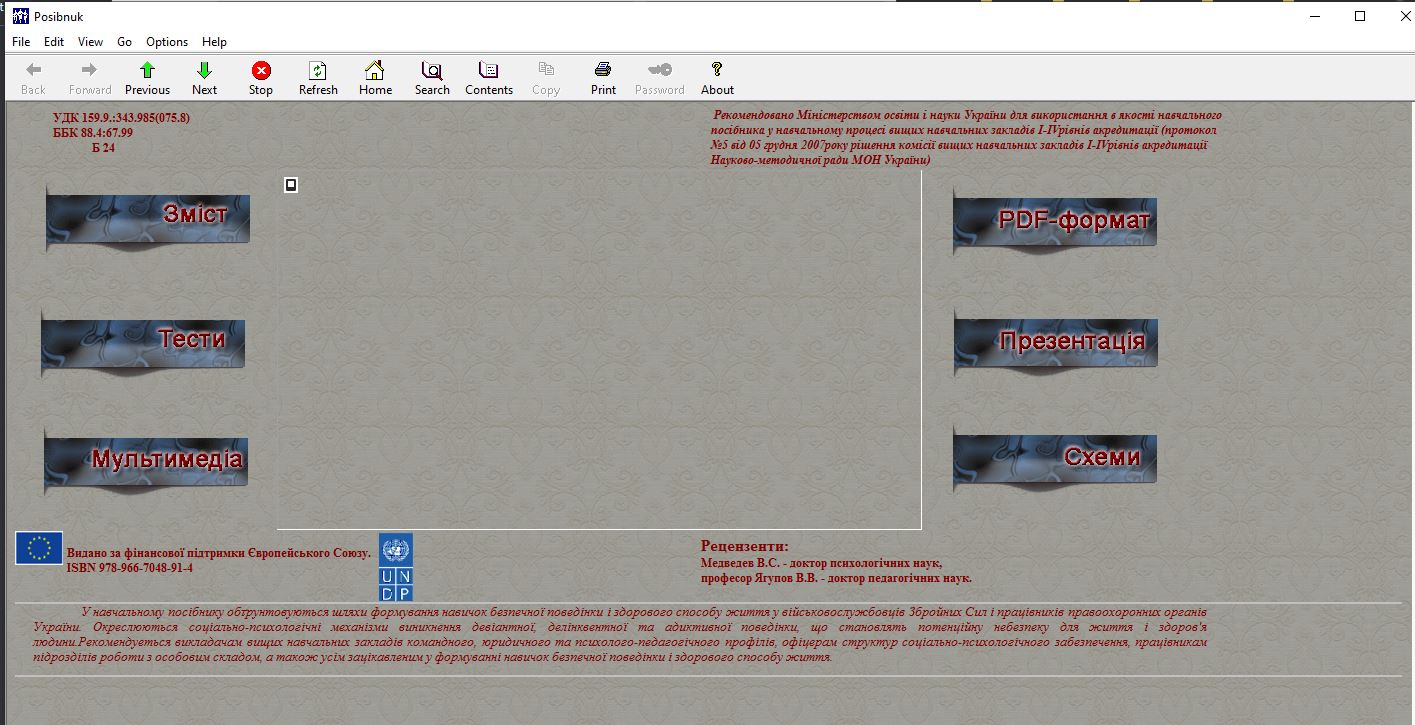 Posibnuk
File Edit View Go Options Help
Back Forward Previous Next Stop Refresh Home Search Contents Copy Print Password About
УДК 159.9.:343.985(075.8)
ББК 88.4:67.99
Б 24
Рекомендовано Міністерством освіти і науки України для використання в якості навчального
посібника у навчальному процесі вищих навчальних закладів I-IVрівнів акредитації (протокол
№5 від 05 грудня 2007року рішення комісії вищих навчальних закладів I-IVрівнів акредитації
Науково-методичної ради МОН України)
Зміст
Тести
Мультимедіа
PDF-формат
Презентація
Схеми
Видано за фінансової підтримки Європейського Союзу.
ISBN 978-966-7048-91-4
U N
D P
Рецензенти:
Медведев В.С. - доктор психологічних наук,
професор Ягупов В.В. - доктор педагогічних наук.
У навчальному посібнику обґрунтовуються шляхи формування навичок безпечної поведінки і здорового способу життя у військовослужбовців Збройних Сил і працівників правоохоронних органів
України. Окреслюються соціально-психологічні механізми виникнення девіантної, делінквентної та адиктивної поведінки, що становлять потенційну небезпеку для життя і здоров'я
людини.Рекомендується викладачам вищих навчальних закладів командного, юридичного та психолого-педагогічного профілів, офіцерам структур соціально-психологічного забезпечення, працівникам
підрозділів роботи з особовим складом, а також усім зацікавленим у формуванні навичок безпечної поведінки і здорового способу життя.